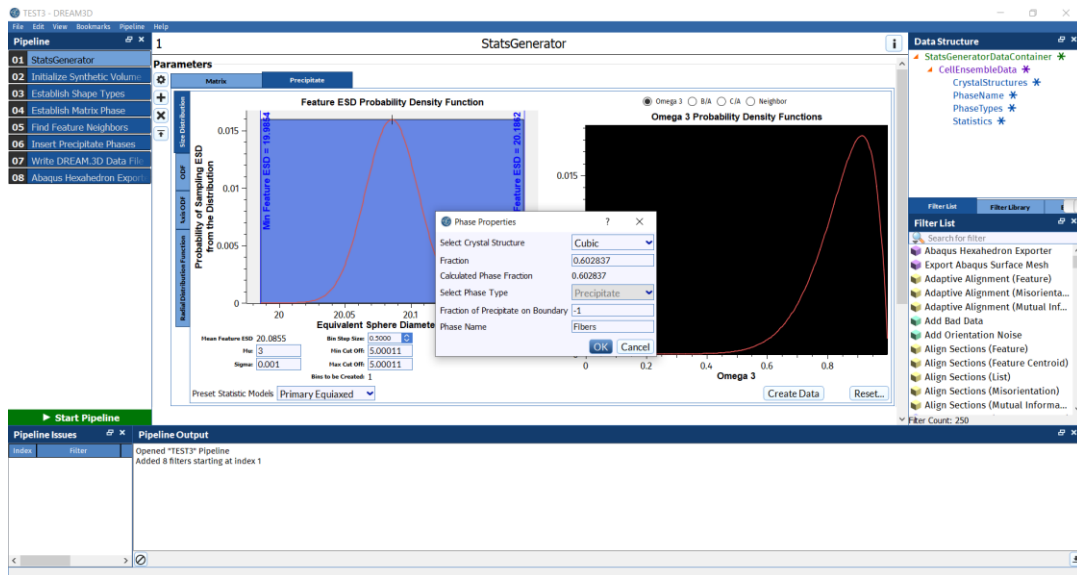 TEST3 - DREAM3D
File Edit View Bookmarks Pipeline Help
Pipeline
01 StatsGenerator
02 Initialize Synthetic Volume
03 Establish Shape Types
04 Establish Matrix Phase
05 Find Feature Neighbors
06 Insert Precipitate Phases
07 Write DREAM.3D Data File
08 Abaqus Hexahedron Export
Start Pipeline
1 StatsGenerator
Parameters
Matrix Precipitate
Size Distribution
ODF
Axis ODF
Radial Distribution Function
Feature ESD Probability Density Function
Probability of Sampling ESD
from the Distribution
0.015
0.01
0.005
0
Min Feature ESD = 19.9854
Feature ESD = 20.1862
20 20.05 20.1
Equivalent Sphere Diamete
Mean Feature ESD 20.0855
Mu: 3
Sigma: 0.001
Bin Step Size: 0.5000
Min Cut Off: 5.00011
Max Cut Off: 5.00011
Bins to be Created: 1
Preset Statistic Models Primary Equiaxed
Omega 3 B/A C/A Neighbor
Omega 3 Probability Density Functions
0.015
0 0.2 0.4 0.6 0.8
Omega 3
Create Data Reset...
Phase Properties ?
Select Crystal Structure Cubic
Fraction 0.602837
Calculated Phase Fraction 0.602837
Select Phase Type Precipitate
Fraction of Precipitate on Boundary -1
Phase Name Fibers
OK Cancel
Data Structure
StatsGeneratorDataContainer
CellEnsembleData
CrystalStructures
PhaseName
PhaseTypes
Statistics
Filter List Filter Library
Filter List
Search for filter
Abaqus Hexahedron Exporter
Export Abaqus Surface Mesh
Adaptive Alignment (Feature)
Adaptive Alignment (Misorienta...
Adaptive Alignment (Mutual Inf...
Add Bad Data
Add Orientation Noise
Align Sections (Feature)
Align Sections (Feature Centroid)
Align Sections (List)
Align Sections (Misorientation)
Align Sections (Mutual Informa...
Filter Count: 250
Pipeline Issues
Index Filter
Pipeline Output
Opened "TEST3" Pipeline
Added 8 filters starting at index 1